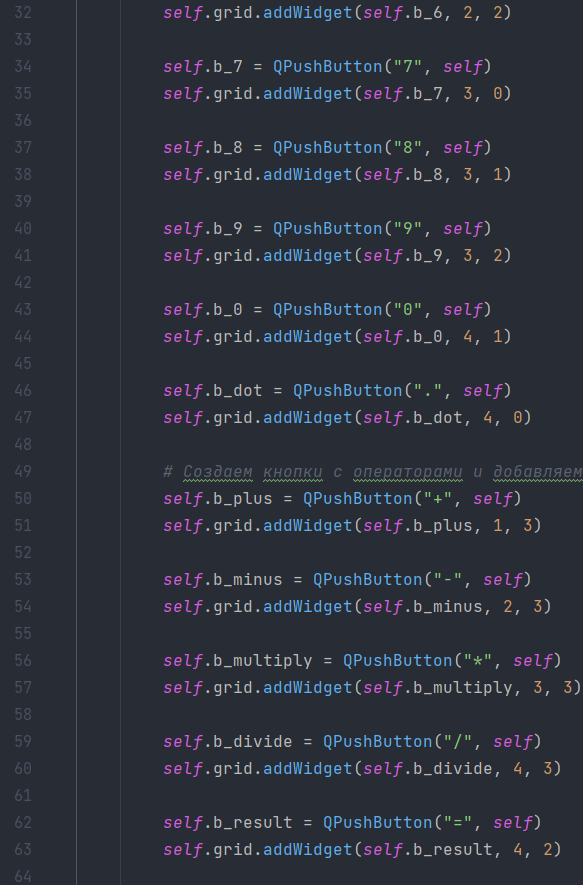 32 self.grid.addWidget(self.b_6, 2, 2)
33
34 self.b_7 = QPushButton("7", self)
35 self.grid.addWidget(self.b_7, 3, 0)
36
37 self.b_8 = QPushButton("8", self)
38 self.grid.addWidget(self.b_8, 3, 1)
39
40 self.b_9 = QPushButton("9", self)
41 self.grid.addWidget(self.b_9, 3, 2)
42
43 self.b_0 = QPushButton("0", self)
44 self.grid.addWidget(self.b_0, 4, 1)
45
46 self.b_dot = QPushButton(".", self)
47 self.grid.addWidget(self.b_dot, 4, 0)
48
49 # Создаем кнопки с операторами и добавляем
50 self.b_plus = QPushButton("+", self)
51 self.grid.addWidget(self.b_plus, 1, 3)
52
53 self.b_minus = QPushButton("-", self)
54 self.grid.addWidget(self.b_minus, 2, 3)
55
56 self.b_multiply = QPushButton("*", self)
57 self.grid.addWidget(self.b_multiply, 3, 3)
58
59 self.b_divide = QPushButton("/", self)
60 self.grid.addWidget(self.b_divide, 4, 3)
61
62 self.b_result = QPushButton("=", self)
63 self.grid.addWidget(self.b_result, 4, 2)
64